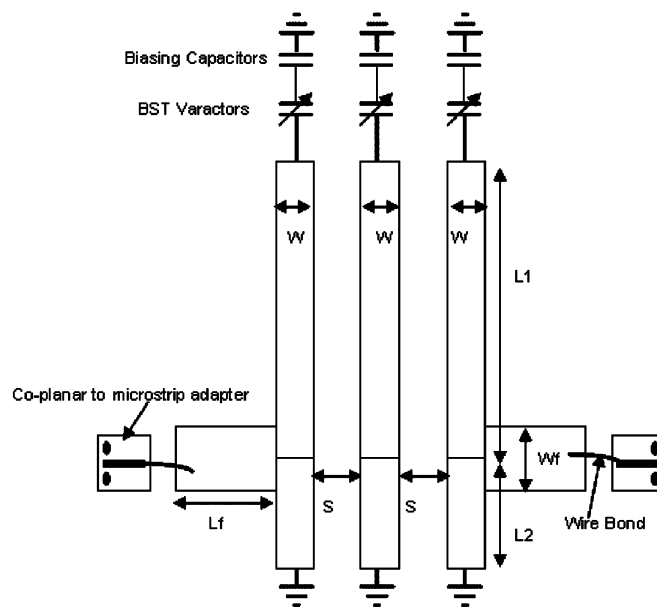 Biasing Capacitors
BST Varactors
W
W
W
L1
Co-planar to microstrip adapter
Wf
Lf
S
S
L2
Wire Bond